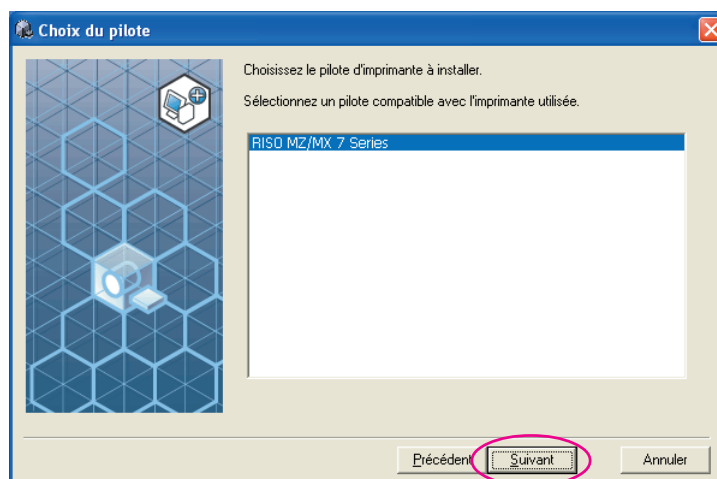 Choix du pilote
Choisissez le pilote d'imprimante à installer.
Sélectionnez un pilote compatible avec l'imprimante utilisée.
RISO MZ/MX 7 Series
Précédent Suivant Annuler